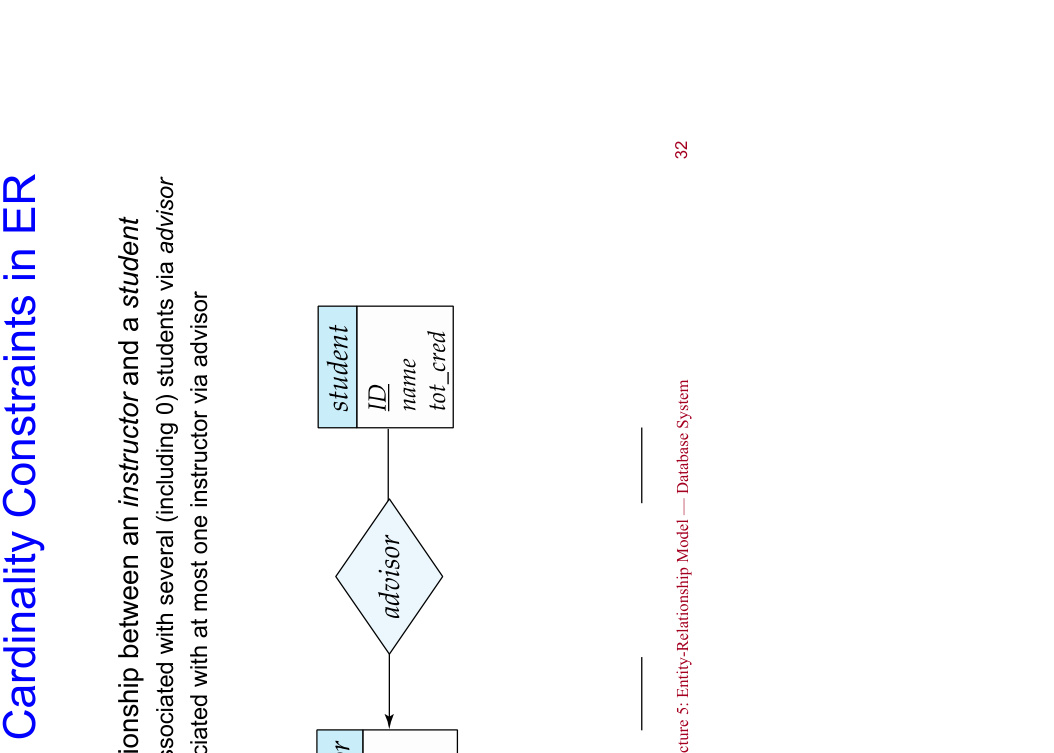 Cardinality Constraints in ER
ionship between an instructor and a student
ssociated with several (including 0) students via advisor
ciated with at most one instructor via advisor
or
advisor
student
ID
name
tot_cred
cture 5: Entity-Relationship Model — Database System
32